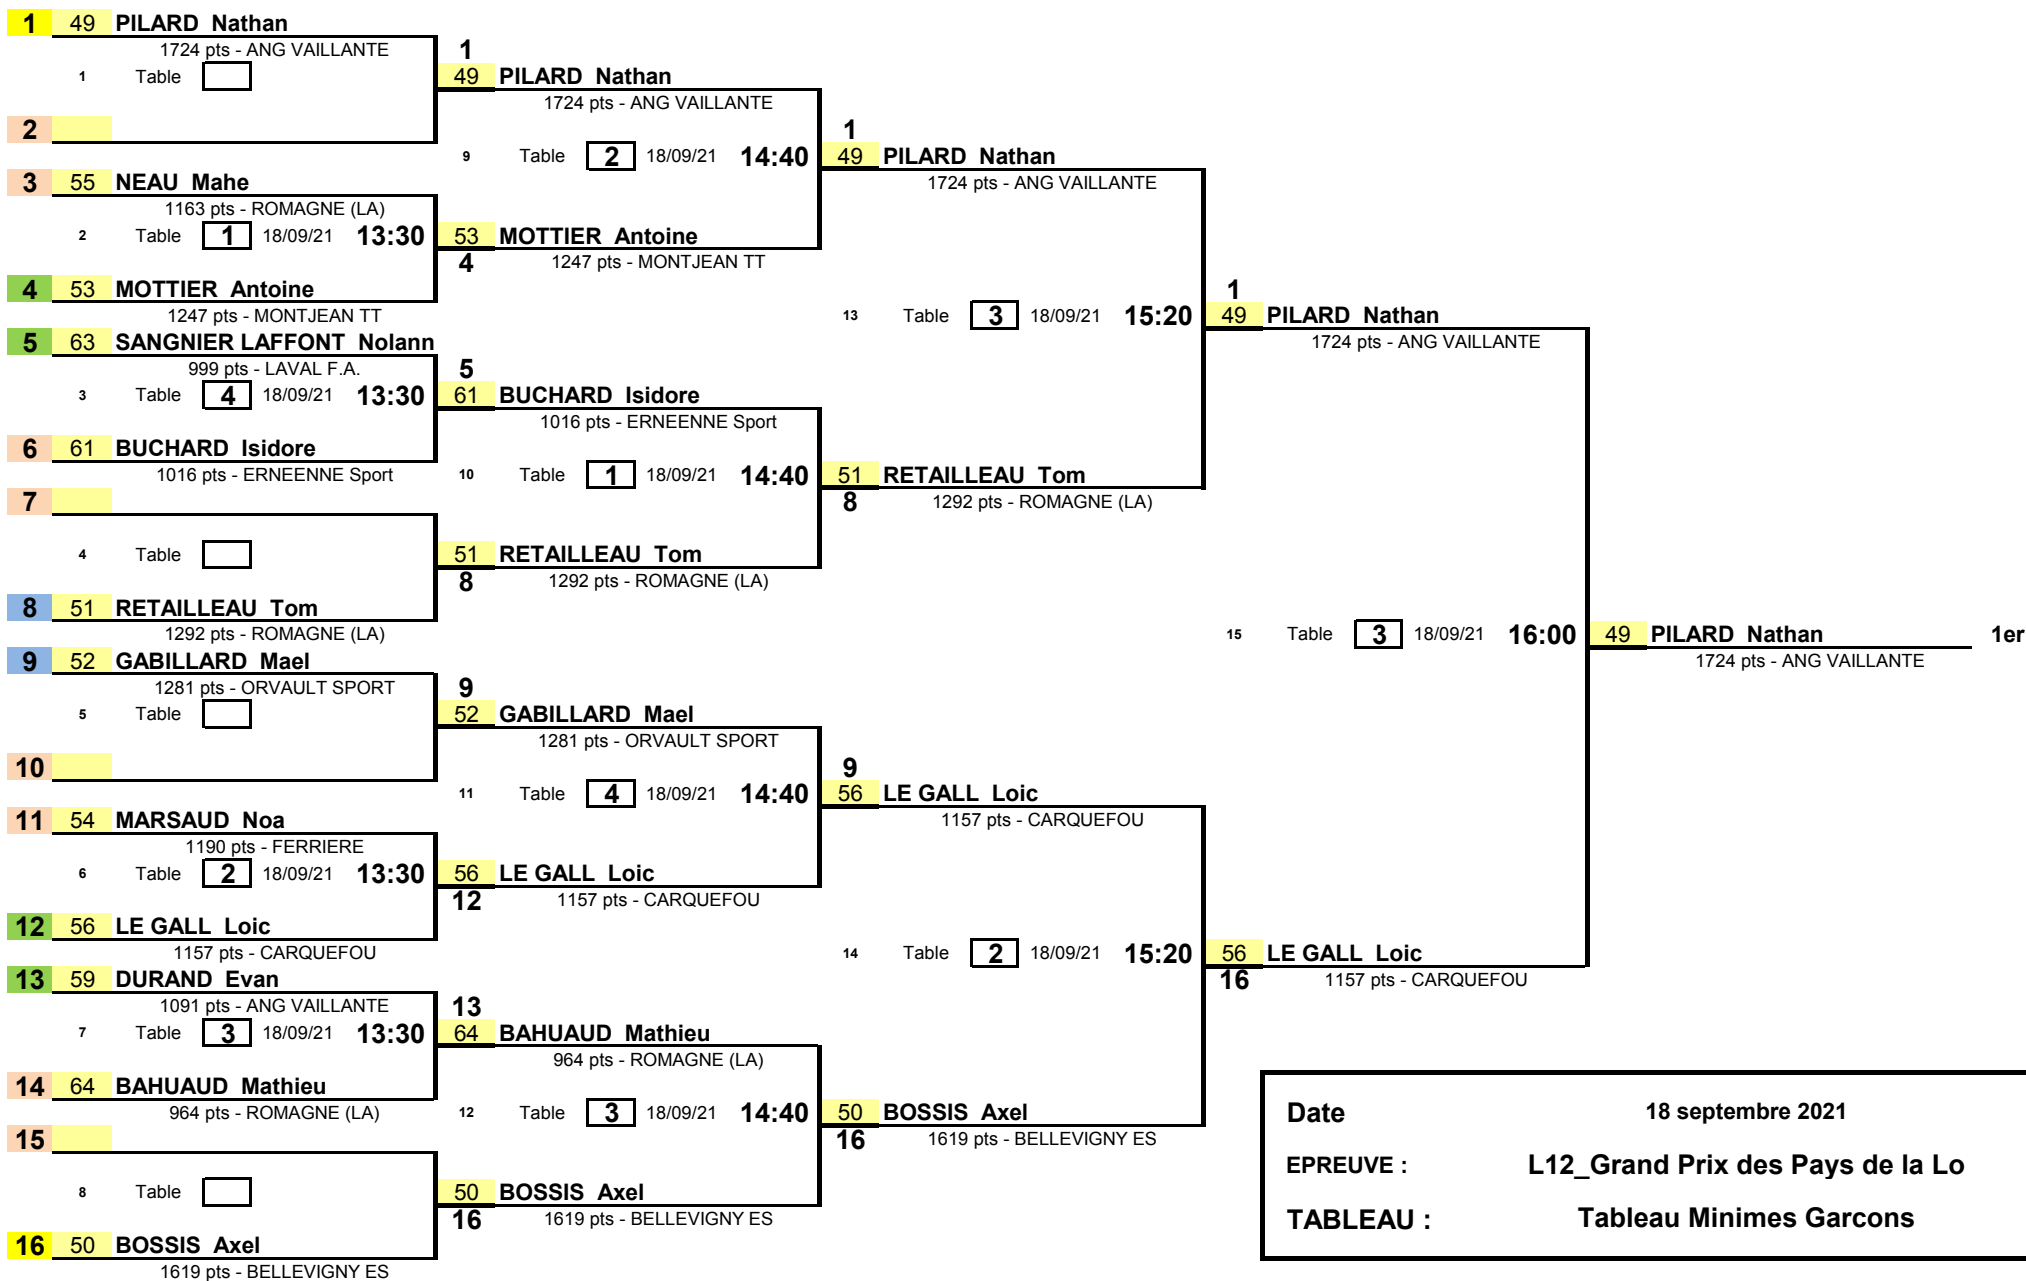 1 49 PILARD Nathan
1724 pts - ANG VAILLANTE
1 Table
2
3 55 NEAU Mahe
1163 pts - ROMAGNE (LA)
2 Table 1 18/09/21 13:30
4 53 MOTTIER Antoine
1247 pts - MONTJEAN TT
5 63 SANGNIER LAFFONT Nolann
999 pts - LAVAL F.A.
3 Table 4 18/09/21 13:30
6 61 BUCHARD Isidore
1016 pts - ERNEENNE Sport
7
4 Table
8 51 RETAILLEAU Tom
1292 pts - ROMAGNE (LA)
9 52 GABILLARD Mael
1281 pts - ORVAULT SPORT
5 Table
10
11 54 MARSAUD Noa
1190 pts - FERRIERE
6 Table 2 18/09/21 13:30
12 56 LE GALL Loic
1157 pts - CARQUEFOU
13 59 DURAND Evan
1091 pts - ANG VAILLANTE
7 Table 3 18/09/21 13:30
14 64 BAHUAUD Mathieu
964 pts - ROMAGNE (LA)
15
8 Table
16 50 BOSSIS Axel
1619 pts - BELLEVIGNY ES
1
49 PILARD Nathan
1724 pts - ANG VAILLANTE
9 Table 2 18/09/21 14:40
53 MOTTIER Antoine
4 1247 pts - MONTJEAN TT
5
61 BUCHARD Isidore
1016 pts - ERNEENNE Sport
10 Table 1 18/09/21 14:40
51 RETAILLEAU Tom
8 1292 pts - ROMAGNE (LA)
9
52 GABILLARD Mael
1281 pts - ORVAULT SPORT
11 Table 4 18/09/21 14:40
56 LE GALL Loic
12 1157 pts - CARQUEFOU
13
64 BAHUAUD Mathieu
964 pts - ROMAGNE (LA)
12 Table 3 18/09/21 14:40
50 BOSSIS Axel
16 1619 pts - BELLEVIGNY ES
1
49 PILARD Nathan
1724 pts - ANG VAILLANTE
13 Table 3 18/09/21 15:20
51 RETAILLEAU Tom
8 1292 pts - ROMAGNE (LA)
9
56 LE GALL Loic
1157 pts - CARQUEFOU
14 Table 2 18/09/21 15:20
50 BOSSIS Axel
16 1619 pts - BELLEVIGNY ES
1
49 PILARD Nathan
1724 pts - ANG VAILLANTE
15 Table 3 18/09/21 16:00
56 LE GALL Loic
16 1157 pts - CARQUEFOU
49 PILARD Nathan 1er
1724 pts - ANG VAILLANTE
Date 18 septembre 2021
EPREUVE : L12_Grand Prix des Pays de la Lo
TABLEAU : Tableau Minimes Garcons